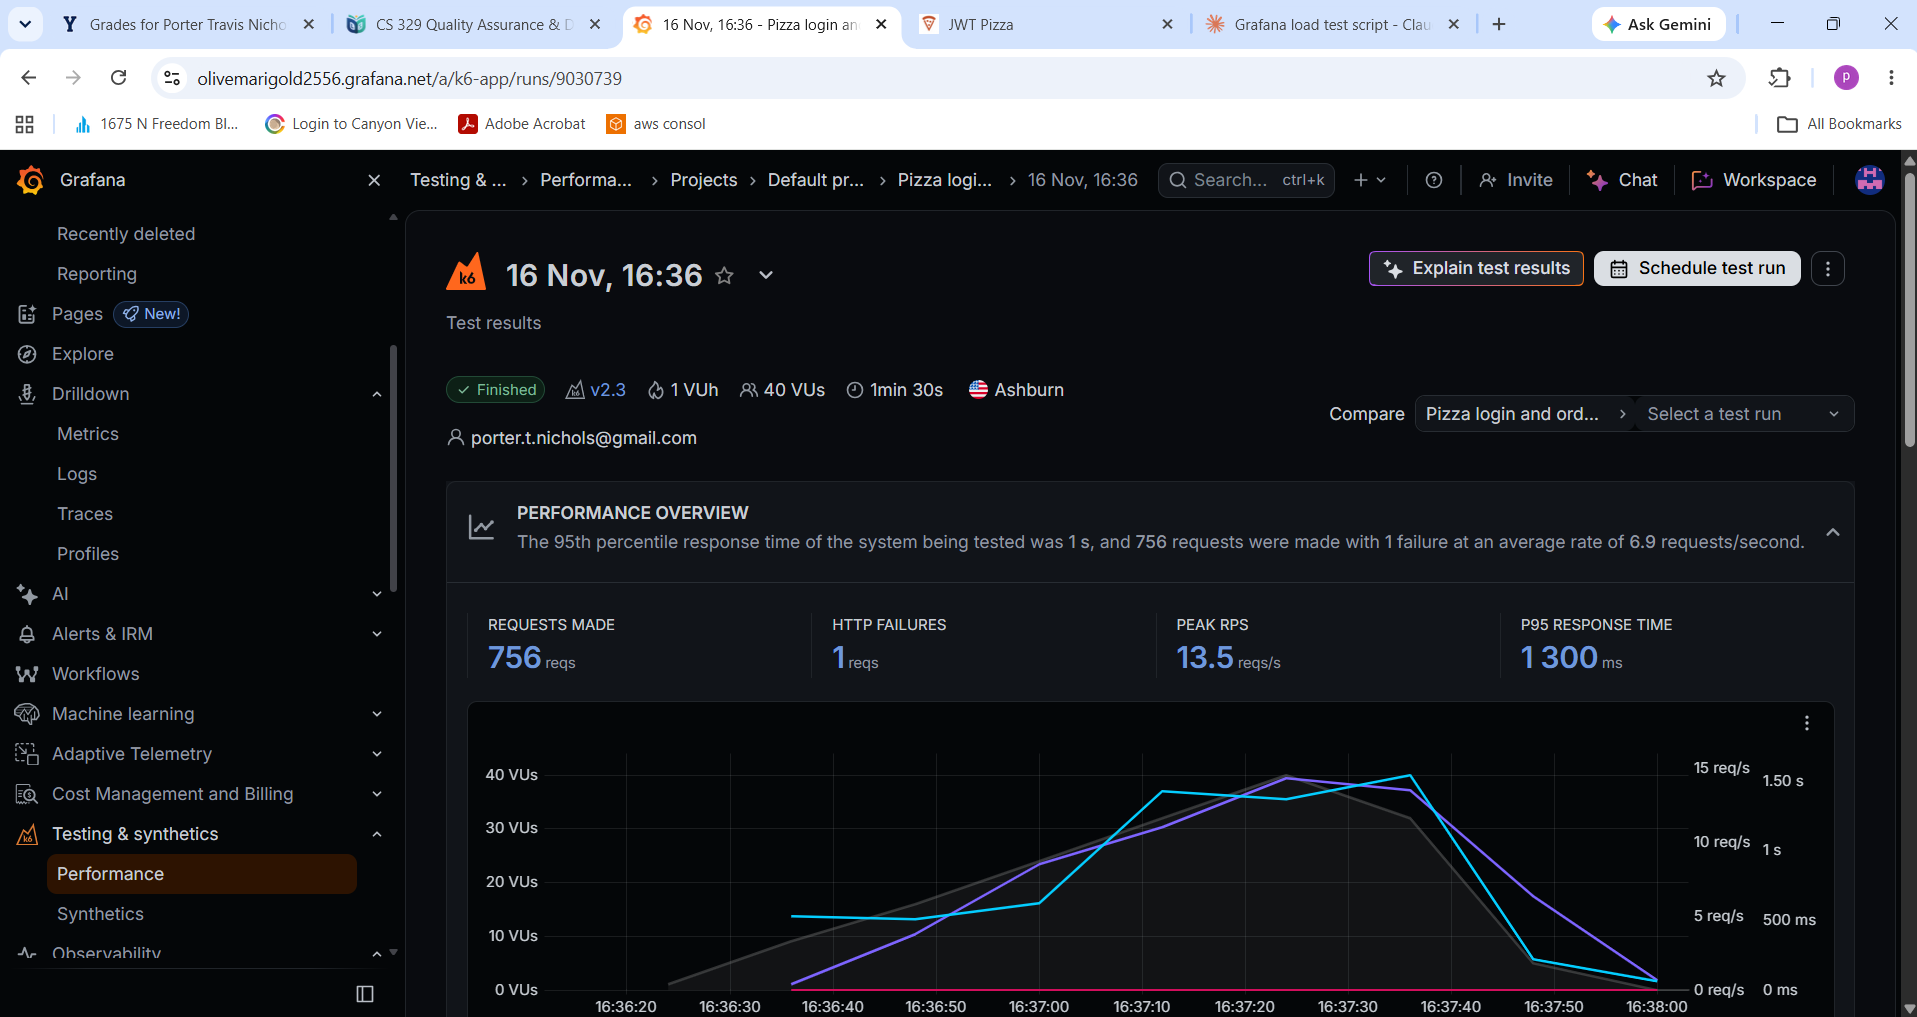 Grades for Porter Travis Nicho
CS 329 Quality Assurance & D
16 Nov, 16:36 - Pizza login an
JWT Pizza
Grafana load test script - Clau
Ask Gemini
olivemarigold2556.grafana.net/a/k6-app/runs/9030739
P
1675 N Freedom Bl...
Login to Canyon Vie...
Adobe Acrobat
aws consol
All Bookmarks
Grafana
Testing & ... › Performa... › Projects › Default pr... › Pizza logi... › 16 Nov, 16:36
Search... ctrl+k
Invite
Chat
Workspace
Recently deleted
Reporting
Pages New!
Explore
Drilldown
Metrics
Logs
Traces
Profiles
AI
Alerts & IRM
Workflows
Machine learning
Adaptive Telemetry
Cost Management and Billing
Testing & synthetics
Performance
Synthetics
Observability
k6
16 Nov, 16:36
Explain test results
Schedule test run
Test results
Finished v2.3 1 VUh 40 VUs 1min 30s Ashburn
Compare Pizza login and ord... › Select a test run
porter.t.nichols@gmail.com
PERFORMANCE OVERVIEW
The 95th percentile response time of the system being tested was 1 s, and 756 requests were made with 1 failure at an average rate of 6.9 requests/second.
REQUESTS MADE
756 reqs
HTTP FAILURES
1 reqs
PEAK RPS
13.5 reqs/s
P95 RESPONSE TIME
1 300 ms
40 VUs
30 VUs
20 VUs
10 VUs
0 VUs
15 req/s
10 req/s
5 req/s
0 req/s
1.50 s
1 s
500 ms
0 ms
16:36:20 16:36:30 16:36:40 16:36:50 16:37:00 16:37:10 16:37:20 16:37:30 16:37:40 16:37:50 16:38:00